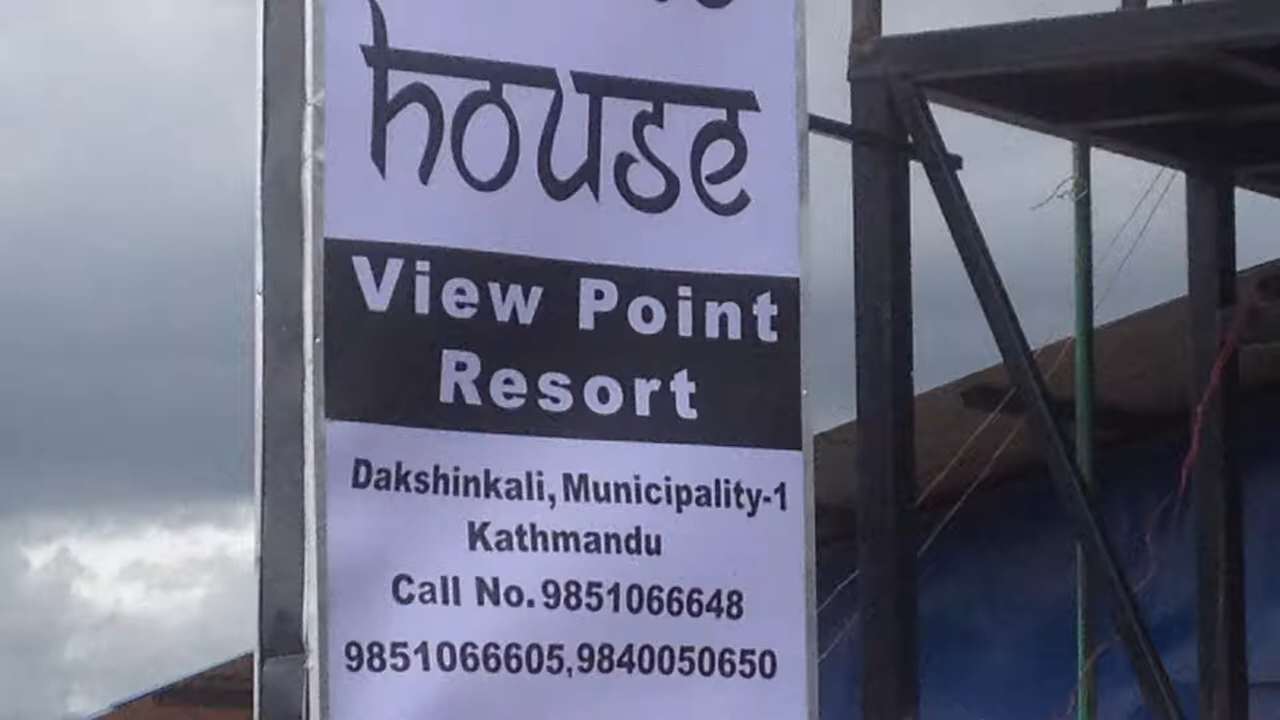 house
View Point
Resort
Dakshinkali, Municipality-1
Kathmandu
Call No. 9851066648
9851066605,9840050650